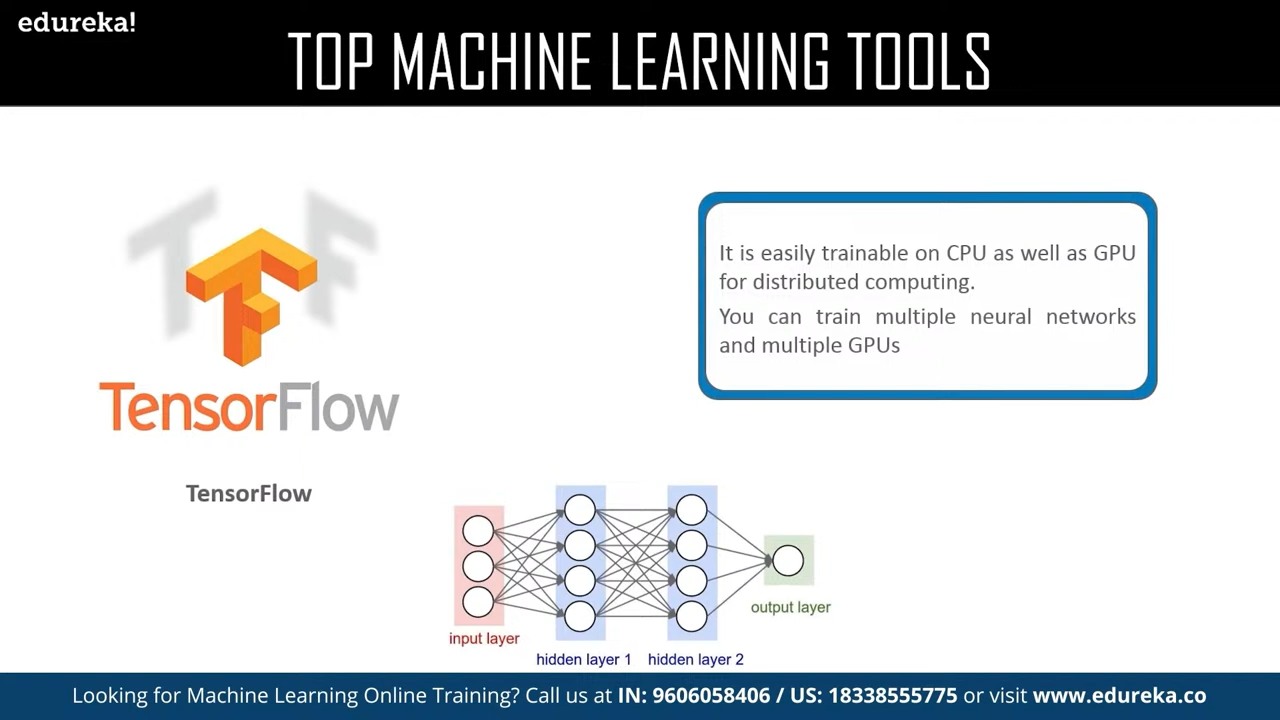 edureka!
TOP MACHINE LEARNING TOOLS
TF
TensorFlow
TensorFlow
It is easily trainable on CPU as well as GPU
for distributed computing.
You can train multiple neural networks
and multiple GPUs
input layer
hidden layer 1
hidden layer 2
output layer
Looking for Machine Learning Online Training? Call us at IN: 9606058406 / US: 18338555775 or visit www.edureka.co